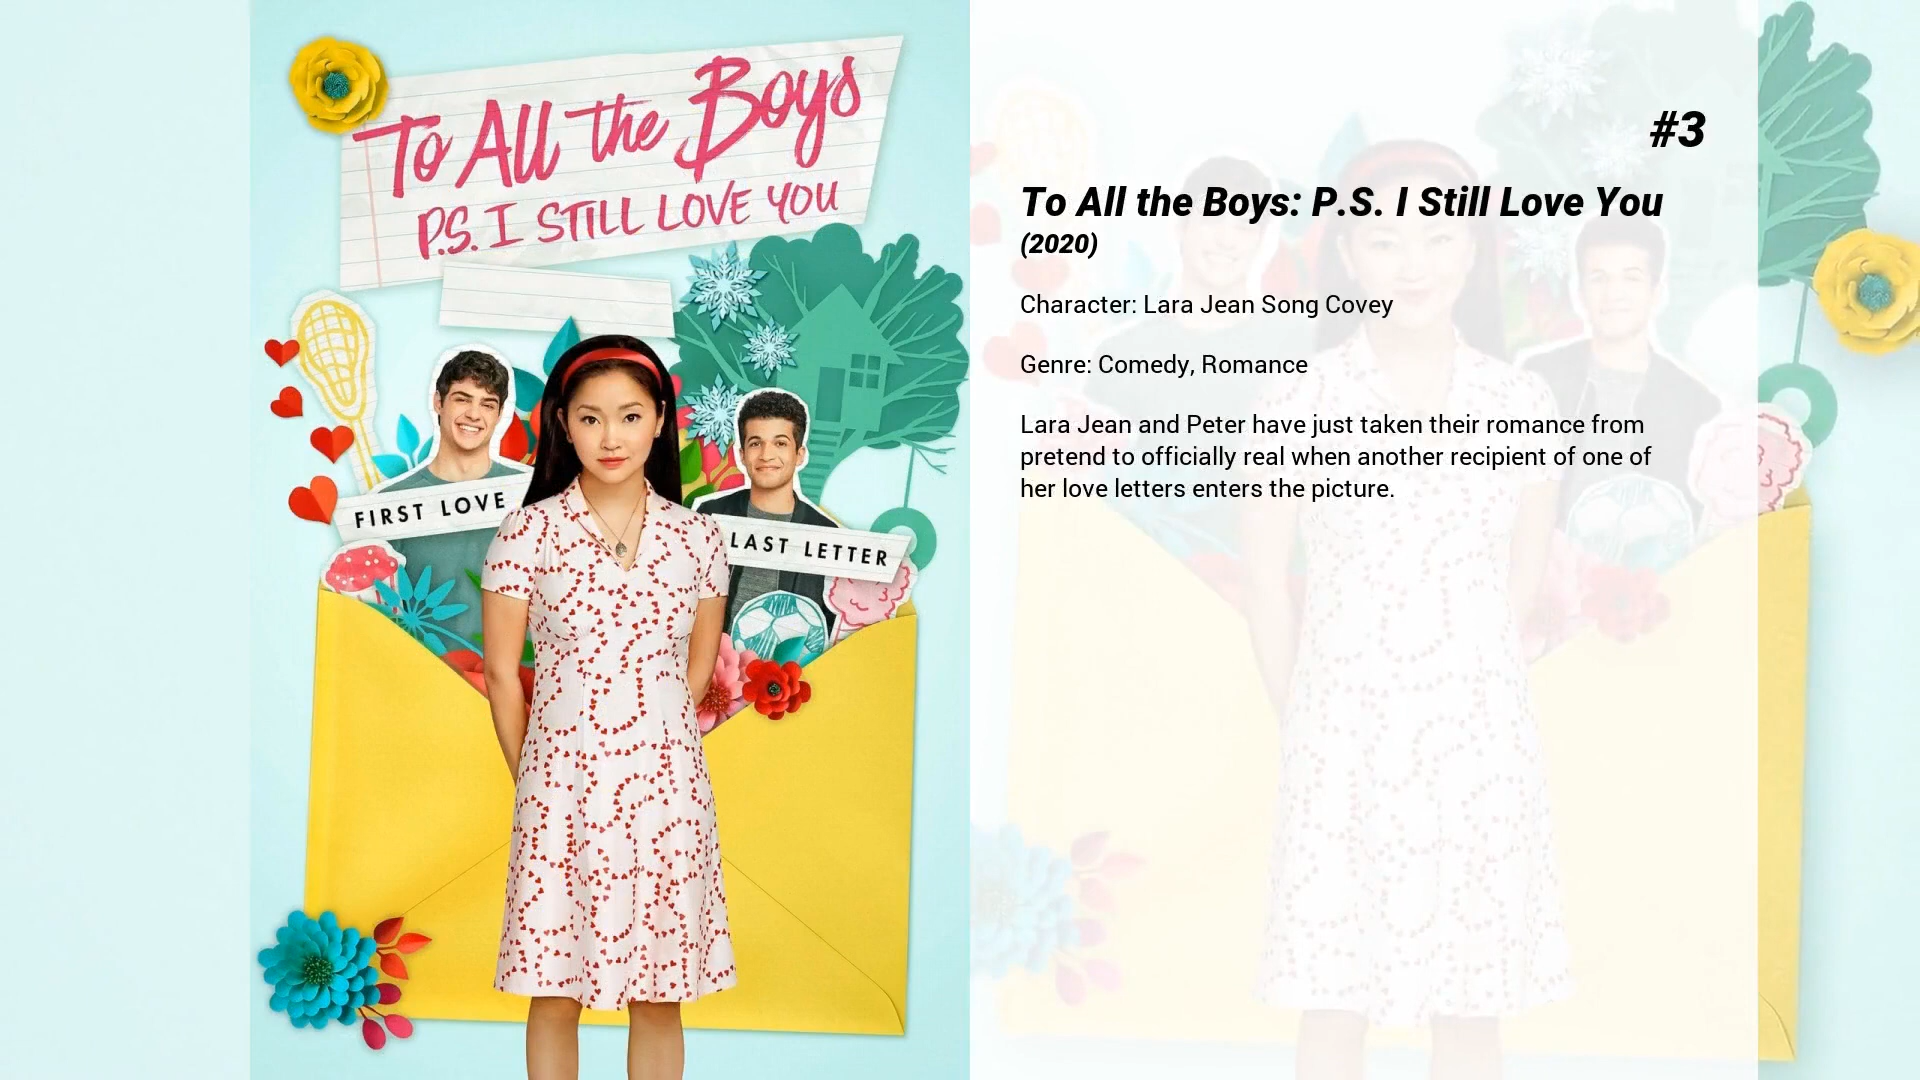 To All the Boys
P.S. I STILL LOVE YOU
FIRST LOVE
LAST LETTER
#3
To All the Boys: P.S. I Still Love You
(2020)
Character: Lara Jean Song Covey
Genre: Comedy, Romance
Lara Jean and Peter have just taken their romance from
pretend to officially real when another recipient of one of
her love letters enters the picture.